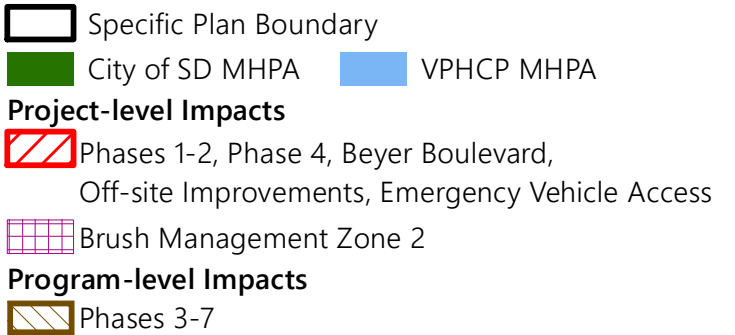 Specific Plan Boundary
City of SD MHPA VPHCP MHPA
Project-level Impacts
Phases 1-2, Phase 4, Beyer Boulevard,
Off-site Improvements, Emergency Vehicle Access
Brush Management Zone 2
Program-level Impacts
Phases 3-7